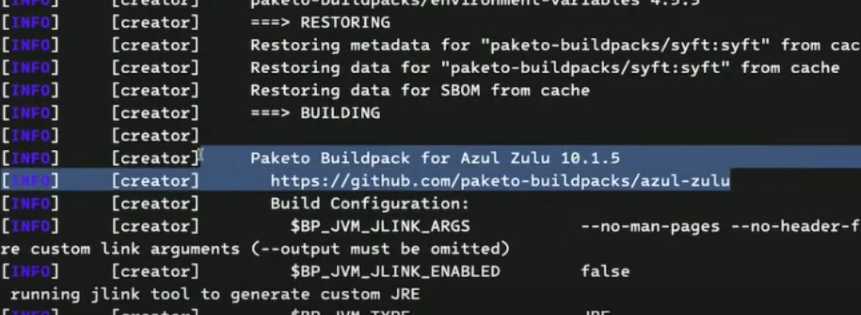 [INFO] [creator] paketo-buildpacks/environment-variables 4.5.5
[INFO] [creator] ===> RESTORING
[INFO] [creator] Restoring metadata for "paketo-buildpacks/syft:syft" from cac
[INFO] [creator] Restoring data for "paketo-buildpacks/syft:syft" from cache
[INFO] [creator] Restoring data for SBOM from cache
[INFO] [creator] ===> BUILDING
[INFO] [creator]
[INFO] [creator] Paketo Buildpack for Azul Zulu 10.1.5
[INFO] [creator] https://github.com/paketo-buildpacks/azul-zulu
[INFO] [creator] Build Configuration:
[INFO] [creator] $BP_JVM_JLINK_ARGS --no-man-pages --no-header-f
re custom link arguments (--output must be omitted)
[INFO] [creator] $BP_JVM_JLINK_ENABLED false
running jlink tool to generate custom JRE
[INFO] [creator] $BP_JVM_TYPE JRE